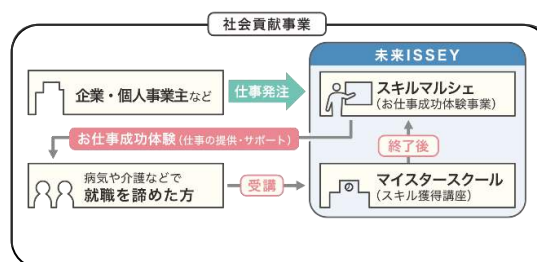 社会貢献事業
未来ISSEY
企業・個人事業主など
仕事発注
スキルマルシェ
(お仕事成功体験事業)
お仕事成功体験(仕事の提供・サポート)
終了後
病気や介護などで
就職を諦めた方
受講
マイスタースクール
(スキル獲得講座)